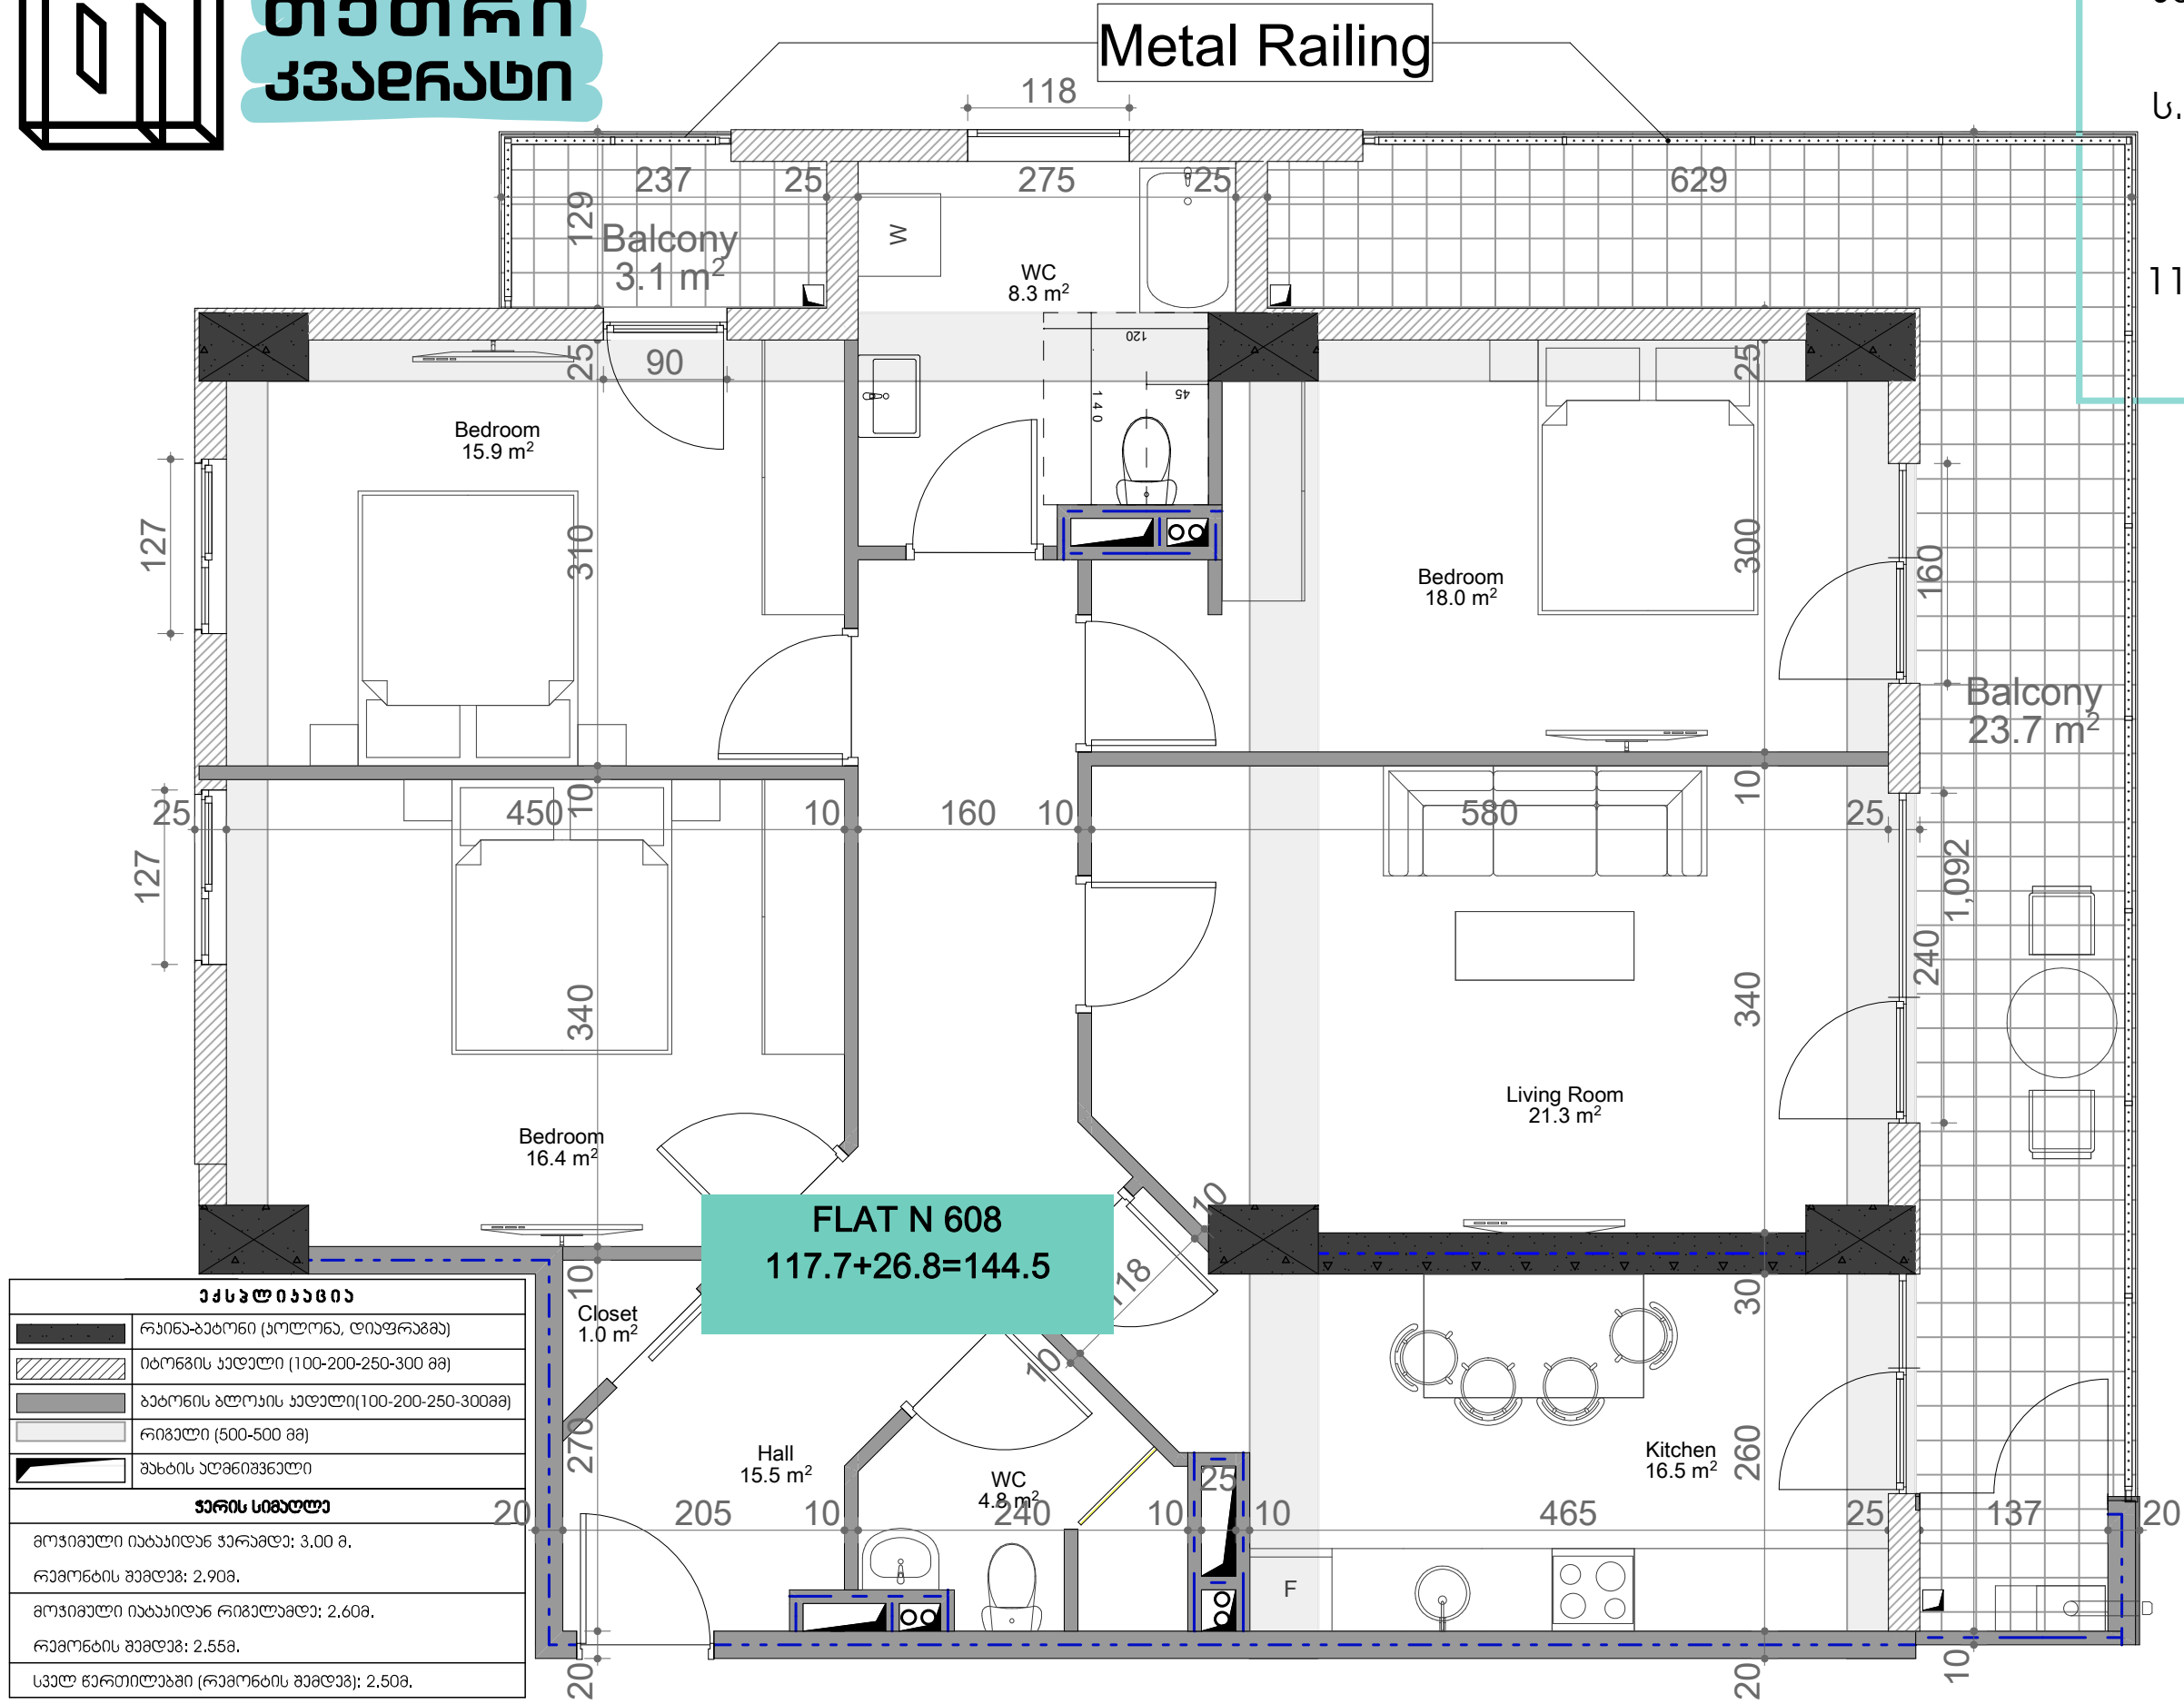 თეთრი
კვადრატი
Metal Railing
ს.
11
118
237
25
275
25
629
129
Balcony
3.1 m²
W
WC
8.3 m²
120
25
90
45
140
25
Bedroom
15.9 m²
127
310
Bedroom
18.0 m²
300
160
Balcony
23.7 m²
25
450
10
10
160
10
580
10
25
127
1,092
340
340
240
Living Room
21.3 m²
Bedroom
16.4 m²
10
FLAT N 608
117.7+26.8=144.5
118
10
Closet
1.0 m²
10
30
270
Hall
15.5 m²
WC
4.8 m²
25
Kitchen
16.5 m²
260
20
205
10
240
10
10
465
25
137
20
F
20
20
10
ექსპლიკაცია
რკინა-ბეტონი (კოლონა, დიაფრაგმა)
იტონგის კედელი (100-200-250-300 მმ)
ბეტონის ბლოკის კედელი(100-200-250-300მმ)
რიგელი (500-500 მმ)
შახტის აღმნიშვნელი
ჭერის სიმაღლე
მოჭიმული იატაკიდან ჭერამდე: 3.00 მ.
რემონტის შემდეგ: 2.90მ.
მოჭიმული იატაკიდან რიგელამდე: 2.60მ.
რემონტის შემდეგ: 2.55მ.
სველ წერტილებში (რემონტის შემდეგ): 2.50მ.